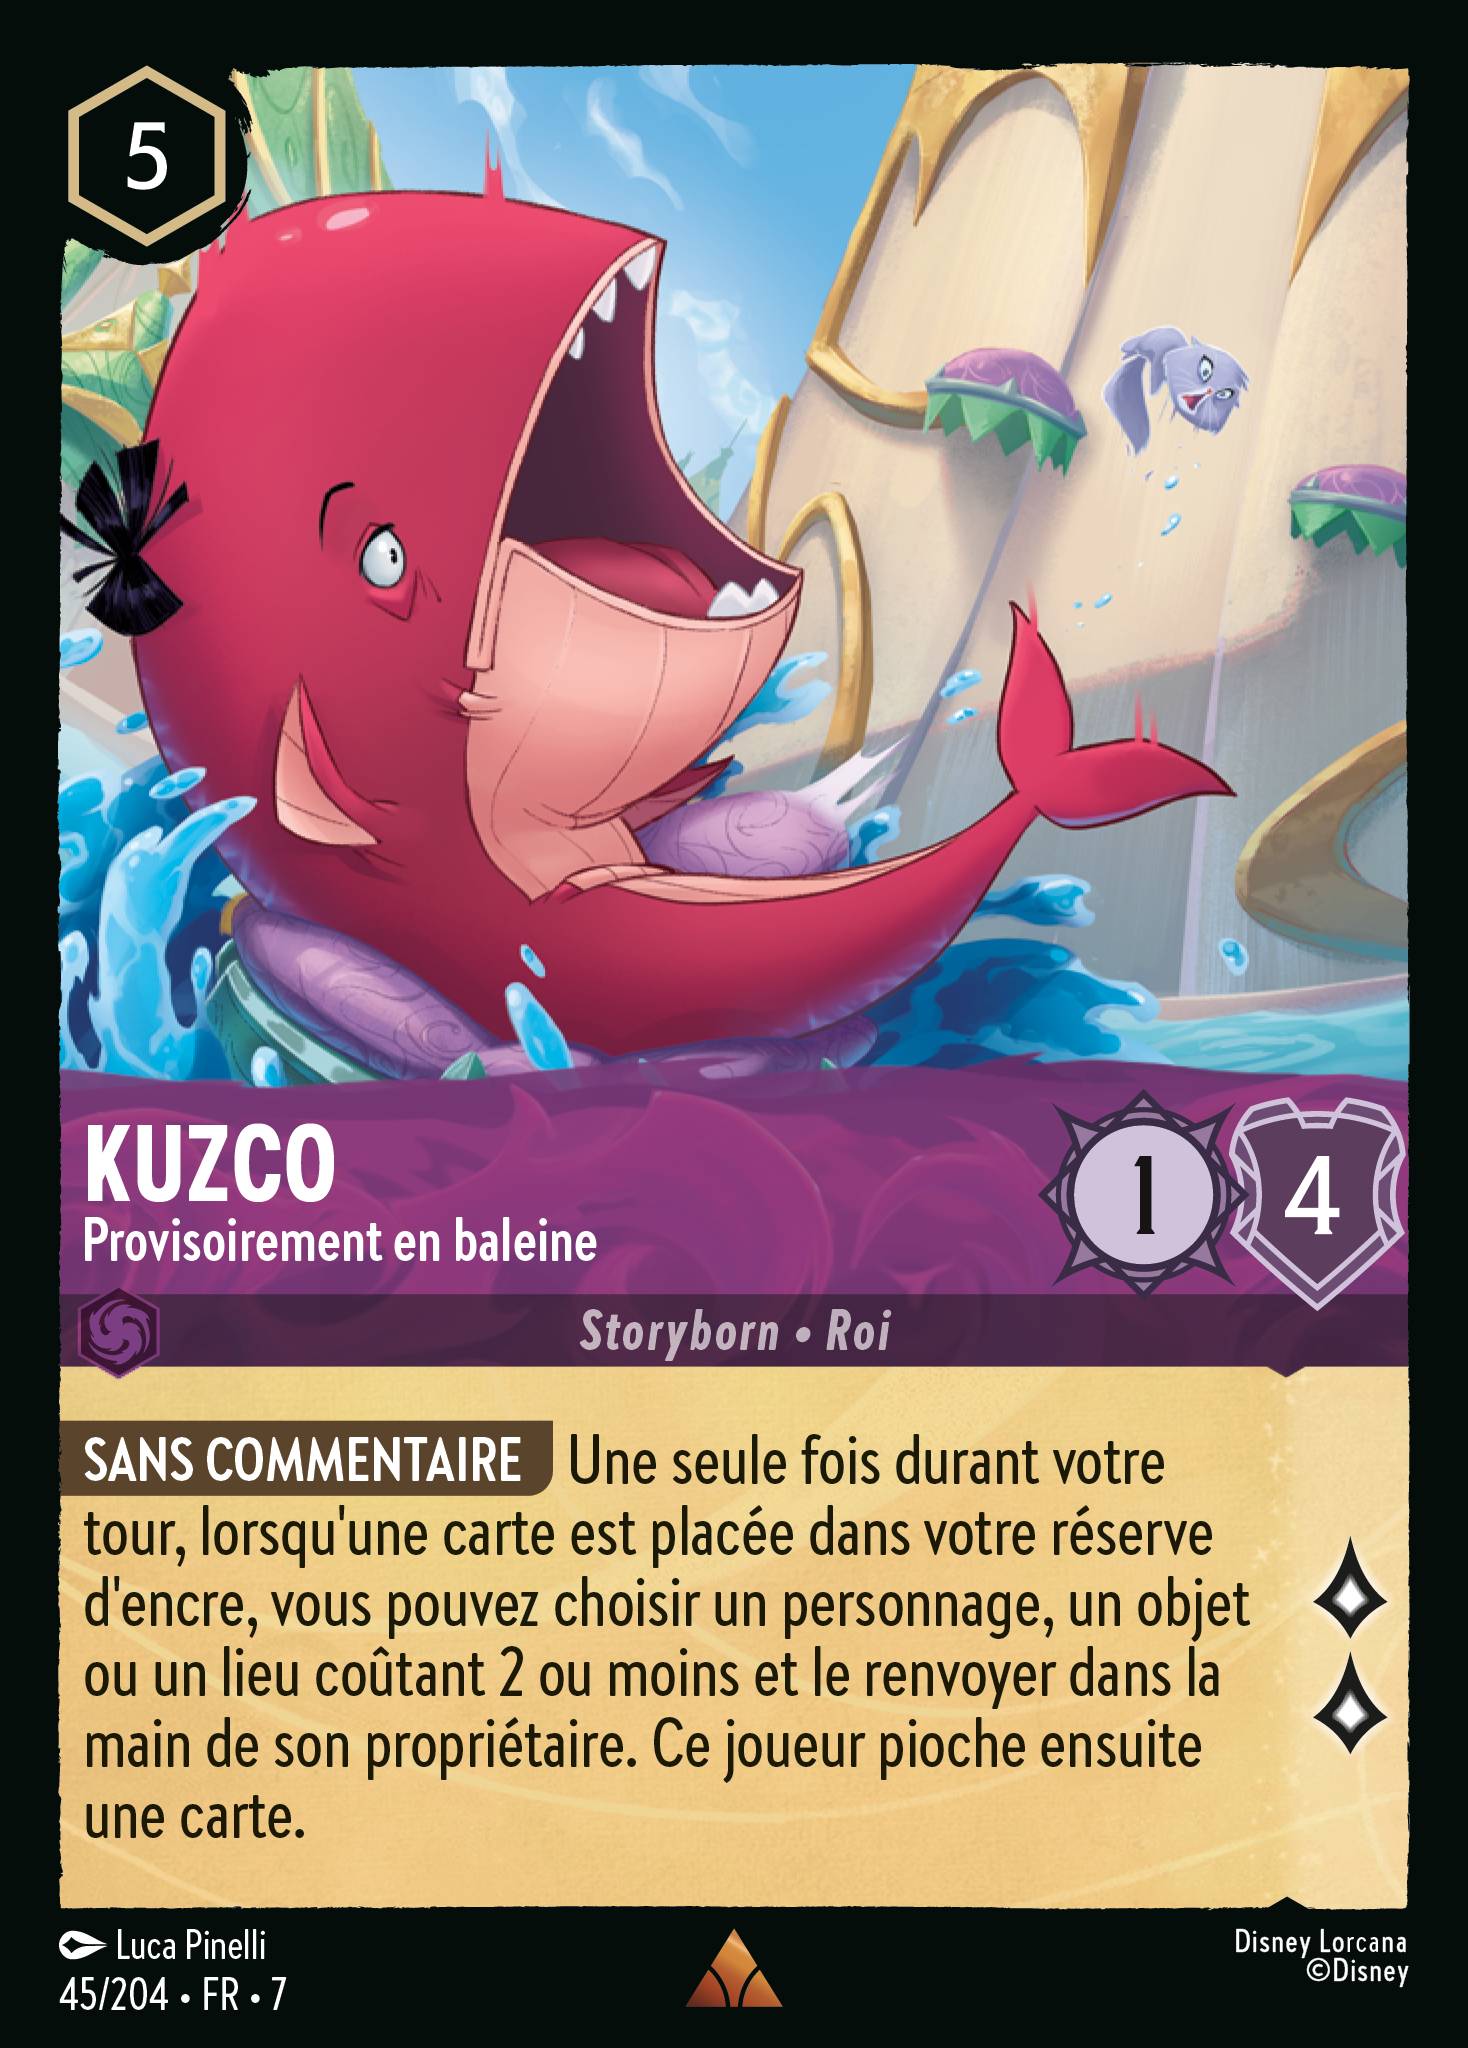 5
KUZCO
Provisoirement en baleine
1
4
Storyborn • Roi
SANS COMMENTAIRE Une seule fois durant votre
tour, lorsqu'une carte est placée dans votre réserve
d'encre, vous pouvez choisir un personnage, un objet
ou un lieu coûtant 2 ou moins et le renvoyer dans la
main de son propriétaire. Ce joueur pioche ensuite
une carte.
Luca Pinelli
45/204 • FR • 7
Disney Lorcana
©Disney